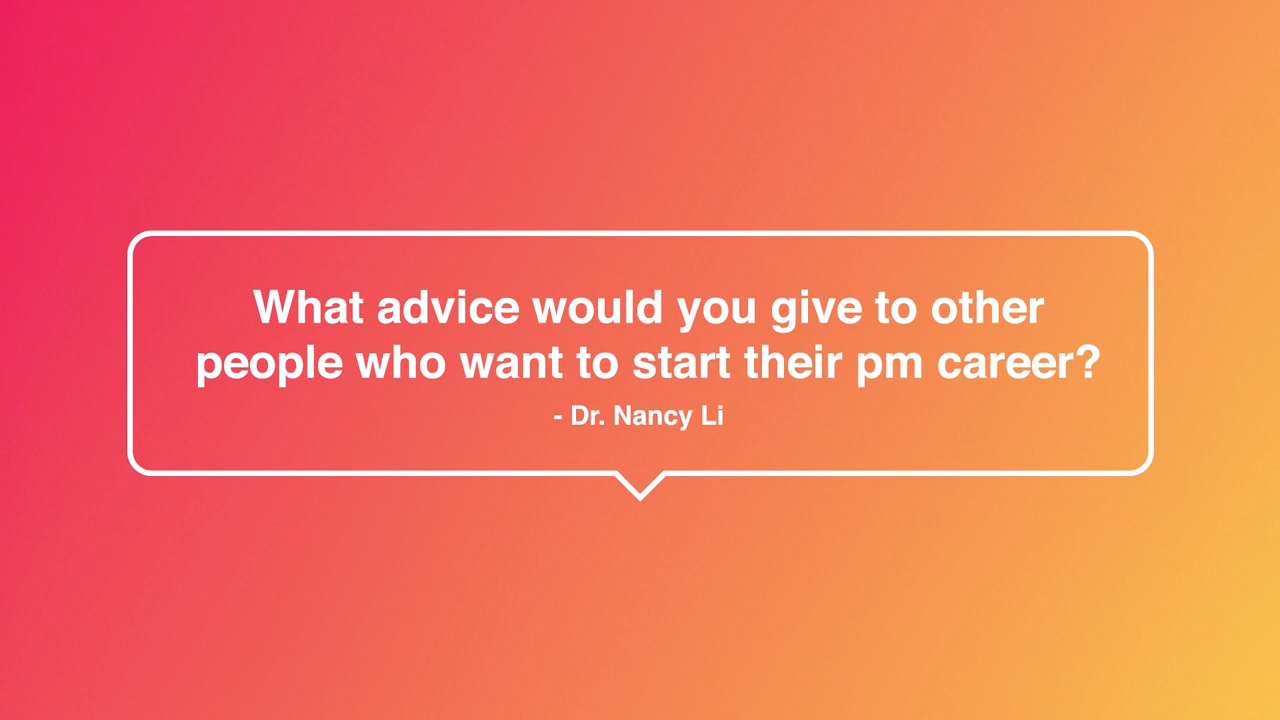 What advice would you give to other
people who want to start their pm career?
- Dr. Nancy Li